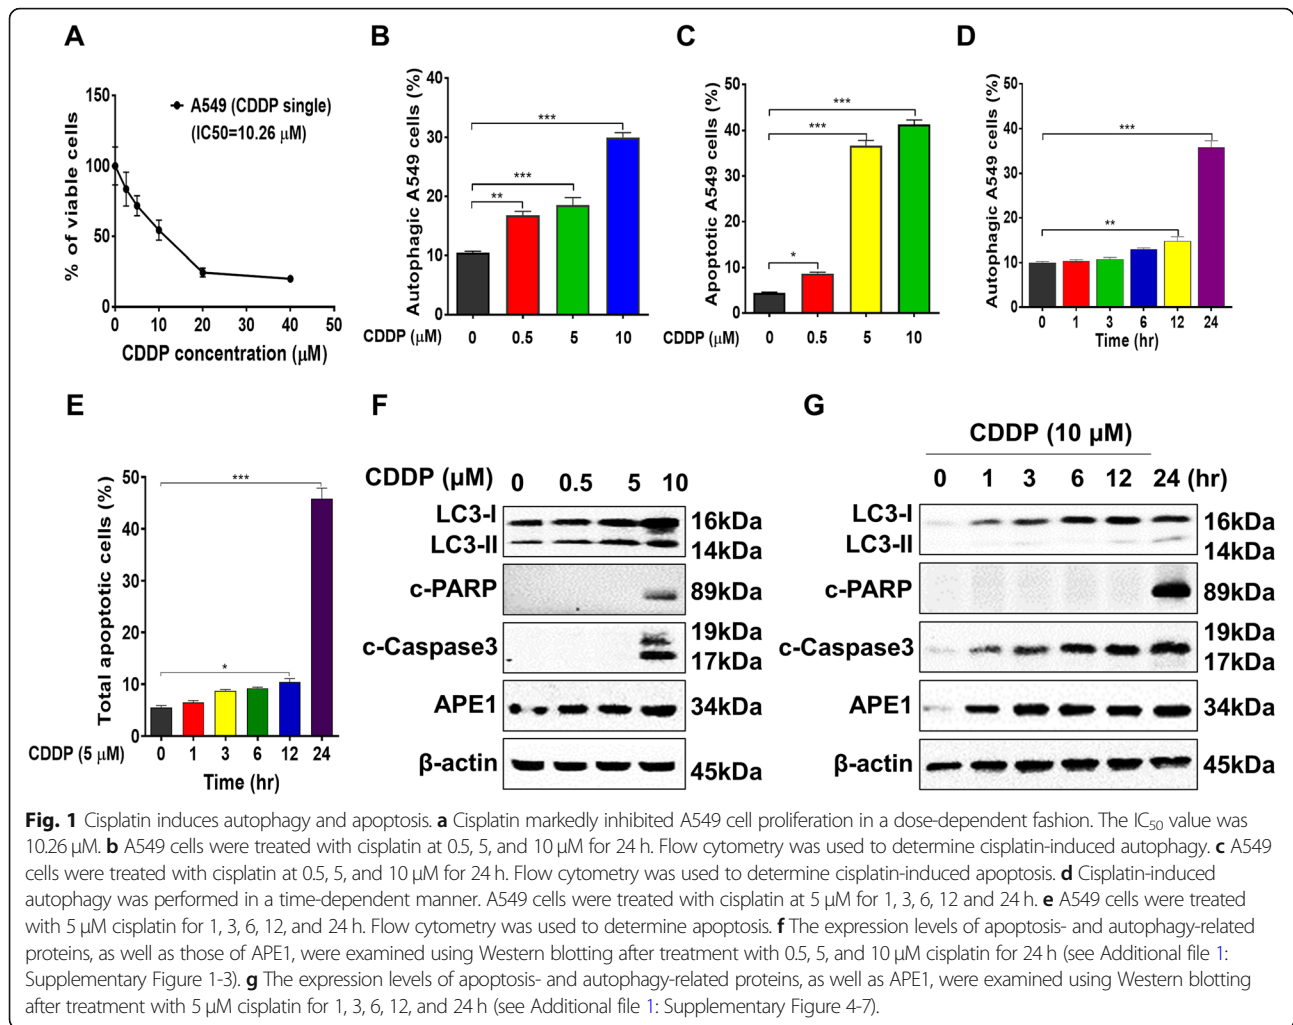 A
150
100
50
0
% of viable cells
A549 (CDDP single)
(IC50=10.26 µM)
0 10 20 30 40 50
CDDP concentration (µM)
B
40
30
20
10
0
Autophagic A549 cells (%)
***
***
**
CDDP (µM) 0 0.5 5 10
C
50
40
30
20
10
0
Apoptotic A549 cells (%)
***
***
*
CDDP (µM) 0 0.5 5 10
D
50
40
30
20
10
0
Autophagic A549 cells (%)
***
**
0 1 3 6 12 24
Time (hr)
E
50
40
30
20
10
0
Total apoptotic cells (%)
***
*
CDDP (5 µM) 0 1 3 6 12 24
Time (hr)
F
CDDP (µM) 0 0.5 5 10
LC3-I 16kDa
LC3-II 14kDa
c-PARP 89kDa
c-Caspase3 19kDa
17kDa
APE1 34kDa
β-actin 45kDa
G
CDDP (10 µM)
0 1 3 6 12 24 (hr)
LC3-I 16kDa
LC3-II 14kDa
c-PARP 89kDa
c-Caspase3 19kDa
17kDa
APE1 34kDa
β-actin 45kDa
Fig. 1 Cisplatin induces autophagy and apoptosis. a Cisplatin markedly inhibited A549 cell proliferation in a dose-dependent fashion. The IC50 value was
10.26 µM. b A549 cells were treated with cisplatin at 0.5, 5, and 10 µM for 24 h. Flow cytometry was used to determine cisplatin-induced autophagy. c A549
cells were treated with cisplatin at 0.5, 5, and 10 µM for 24 h. Flow cytometry was used to determine cisplatin-induced apoptosis. d Cisplatin-induced
autophagy was performed in a time-dependent manner. A549 cells were treated with cisplatin at 5 µM for 1, 3, 6, 12 and 24 h. e A549 cells were treated
with 5 µM cisplatin for 1, 3, 6, 12, and 24 h. Flow cytometry was used to determine apoptosis. f The expression levels of apoptosis- and autophagy-related
proteins, as well as those of APE1, were examined using Western blotting after treatment with 0.5, 5, and 10 µM cisplatin for 24 h (see Additional file 1:
Supplementary Figure 1-3). g The expression levels of apoptosis- and autophagy-related proteins, as well as APE1, were examined using Western blotting
after treatment with 5 µM cisplatin for 1, 3, 6, 12, and 24 h (see Additional file 1: Supplementary Figure 4-7).